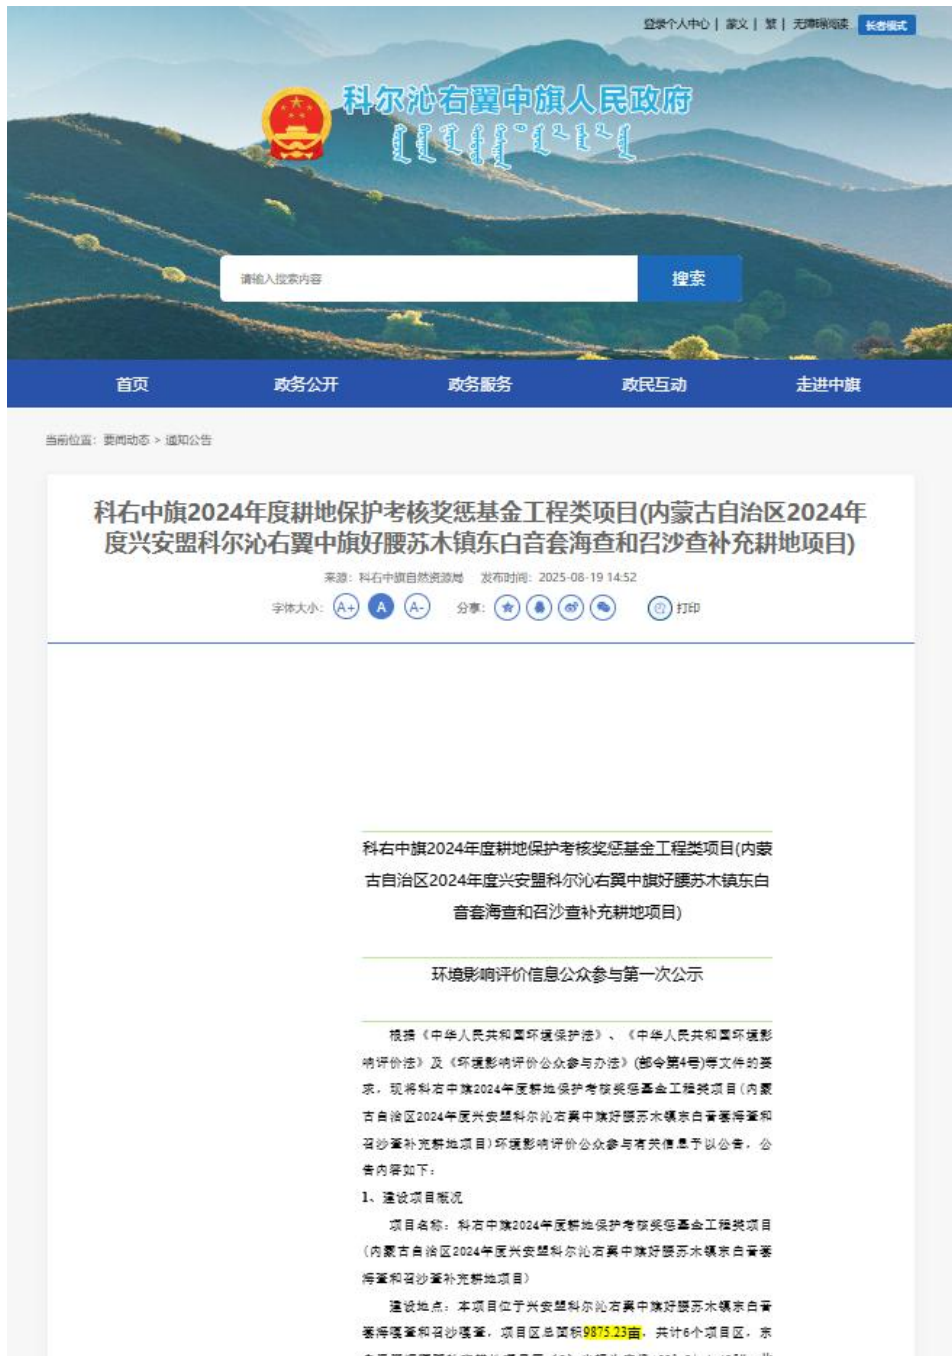 登录个人中心 | 蒙文 | 繁 | 无障碍阅读 长者模式
科尔沁右翼中旗人民政府
请输入搜索内容 搜索
首页 政务公开 政务服务 政民互动 走进中旗
当前位置：要闻动态 > 通知公告
科右中旗2024年度耕地保护考核奖惩基金工程类项目(内蒙古自治区2024年
度兴安盟科尔沁右翼中旗好腰苏木镇东白音套海查和召沙查补充耕地项目)
来源：科右中旗自然资源局 发布时间：2025-08-19 14:52
字体大小： A+ A A- 分享： 打印
科右中旗2024年度耕地保护考核奖惩基金工程类项目(内蒙
古自治区2024年度兴安盟科尔沁右翼中旗好腰苏木镇东白
音套海查和召沙查补充耕地项目)
环境影响评价信息公众参与第一次公示
根据《中华人民共和国环境保护法》、《中华人民共和国环境影
响评价法》及《环境影响评价公众参与办法》(部令第4号)等文件的要
求，现将科右中旗2024年度耕地保护考核奖惩基金工程类项目(内蒙
古自治区2024年度兴安盟科尔沁右翼中旗好腰苏木镇东白音套海查和
召沙查补充耕地项目)环境影响评价公众参与有关信息予以公告，公
告内容如下：
1、建设项目概况
项目名称：科右中旗2024年度耕地保护考核奖惩基金工程类项目
(内蒙古自治区2024年度兴安盟科尔沁右翼中旗好腰苏木镇东白音套
海查和召沙查补充耕地项目)
建设地点：本项目位于兴安盟科尔沁右翼中旗好腰苏木镇东白音
套海嘎查和召沙嘎查，项目区总面积9875.23亩，共计6个项目区，东